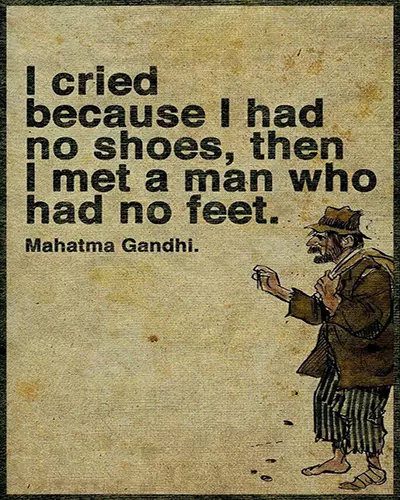 I cried
because I had
no shoes, then
I met a man who
had no feet.
Mahatma Gandhi.